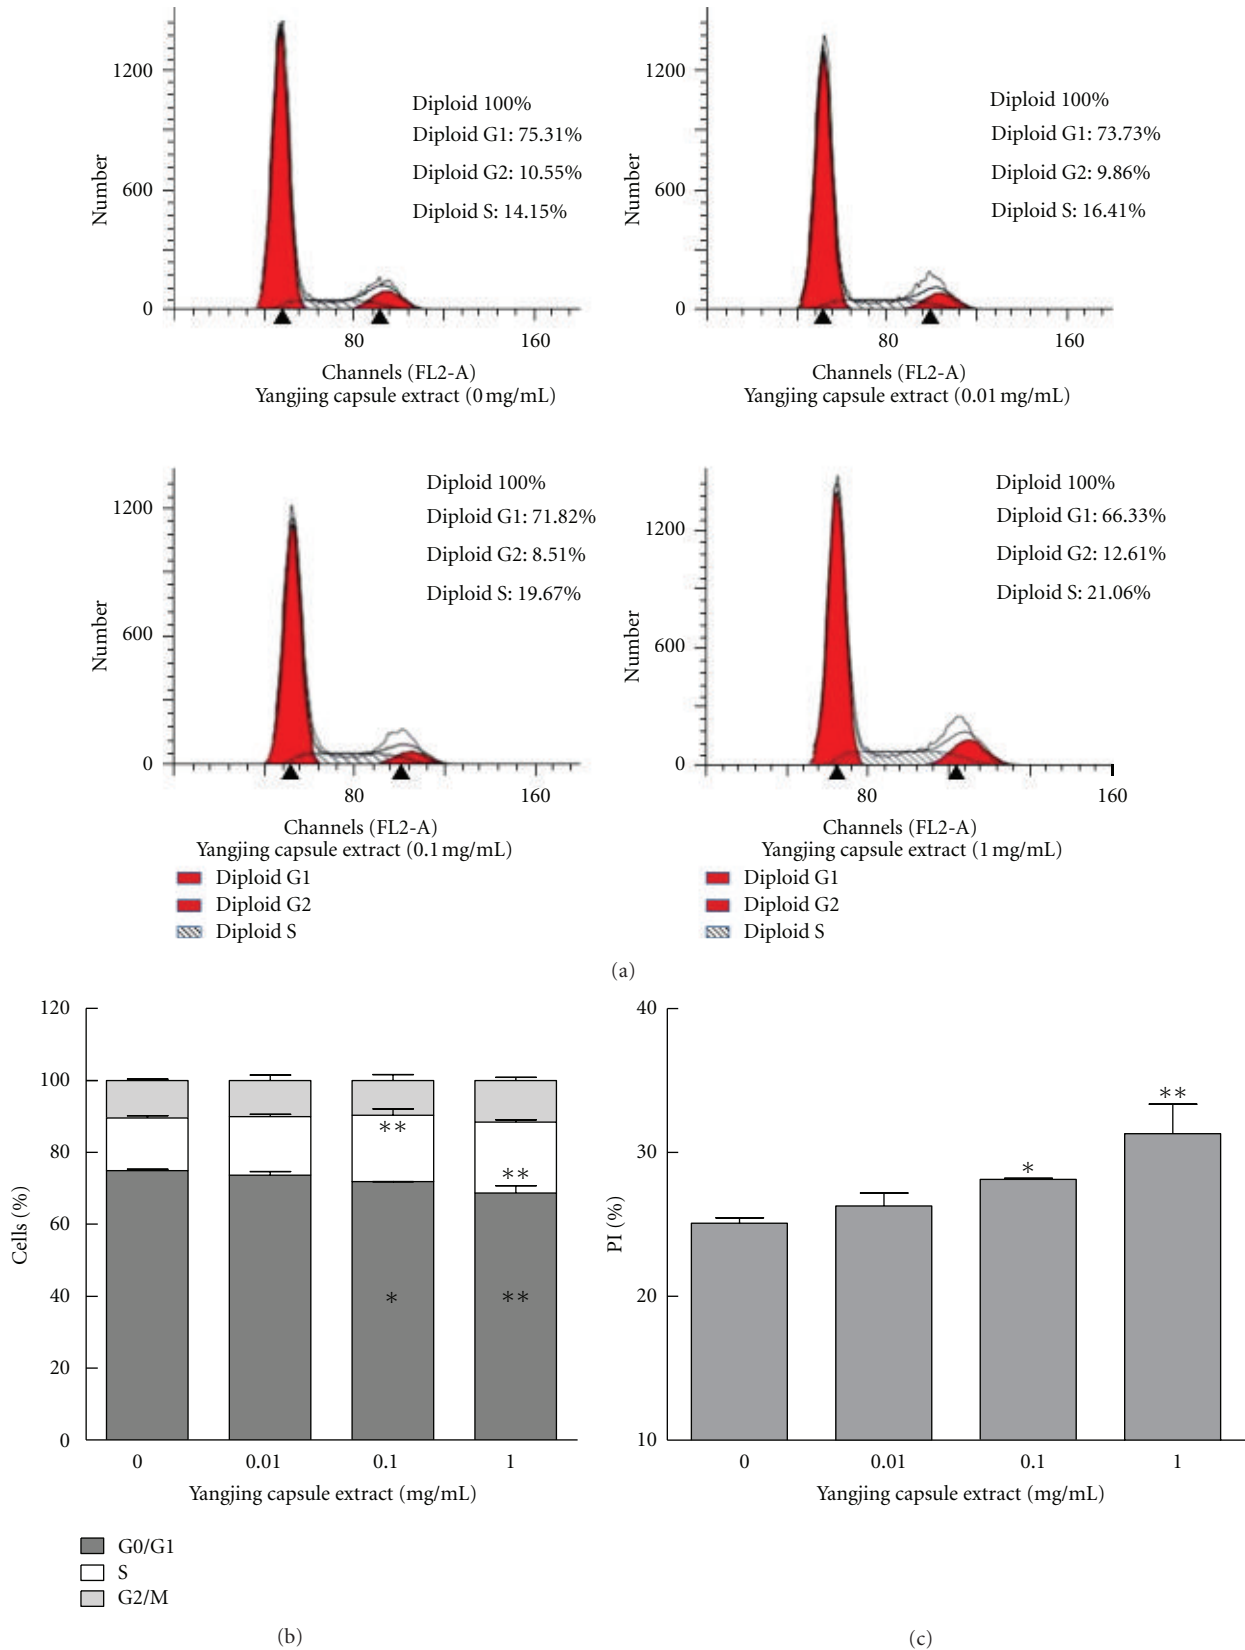 1200
600
0
Number
Diploid 100%
Diploid G1: 75.31%
Diploid G2: 10.55%
Diploid S: 14.15%
80
160
Channels (FL2-A)
Yangjing capsule extract (0 mg/mL)
1200
600
0
Number
Diploid 100%
Diploid G1: 73.73%
Diploid G2: 9.86%
Diploid S: 16.41%
80
160
Channels (FL2-A)
Yangjing capsule extract (0.01 mg/mL)
1200
600
0
Number
Diploid 100%
Diploid G1: 71.82%
Diploid G2: 8.51%
Diploid S: 19.67%
80
160
Channels (FL2-A)
Yangjing capsule extract (0.1 mg/mL)
Diploid G1
Diploid G2
Diploid S
1200
600
0
Number
Diploid 100%
Diploid G1: 66.33%
Diploid G2: 12.61%
Diploid S: 21.06%
80
160
Channels (FL2-A)
Yangjing capsule extract (1 mg/mL)
Diploid G1
Diploid G2
Diploid S
(a)
120
100
80
60
40
20
0
Cells (%)
**
**
*
**
0
0.01
0.1
1
Yangjing capsule extract (mg/mL)
G0/G1
S
G2/M
(b)
40
30
20
10
PI (%)
*
**
0
0.01
0.1
1
Yangjing capsule extract (mg/mL)
(c)